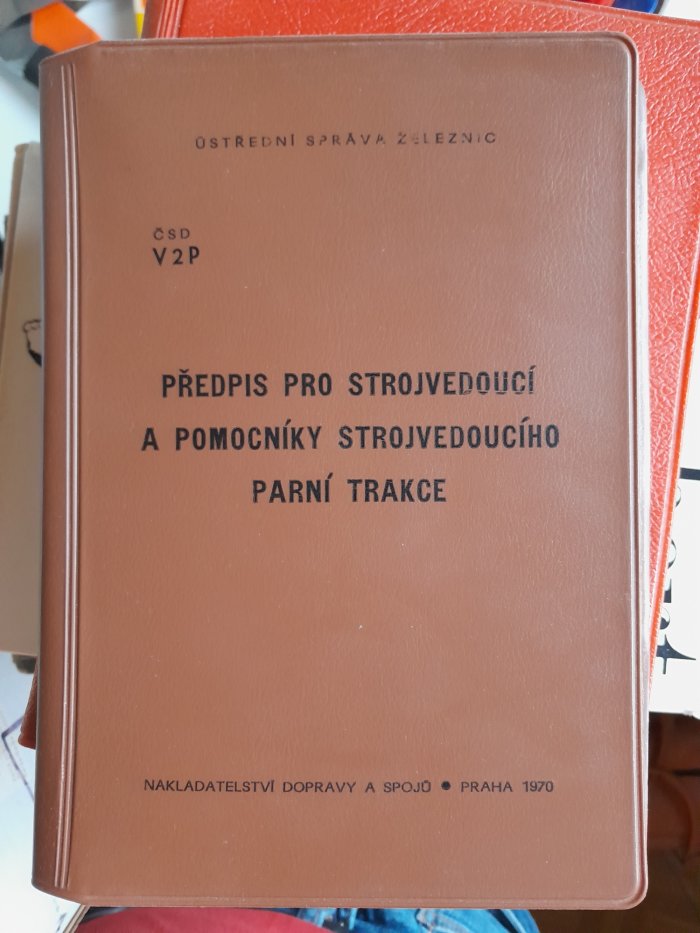 ÚSTŘEDNÍ SPRÁVA ŽELEZNIC
ČSD
V2P
PŘEDPIS PRO STROJVEDOUCÍ
A POMOCNÍKY STROJVEDOUCÍHO
PARNÍ TRAKCE
NAKLADATELSTVÍ DOPRAVY A SPOJŮ • PRAHA 1970